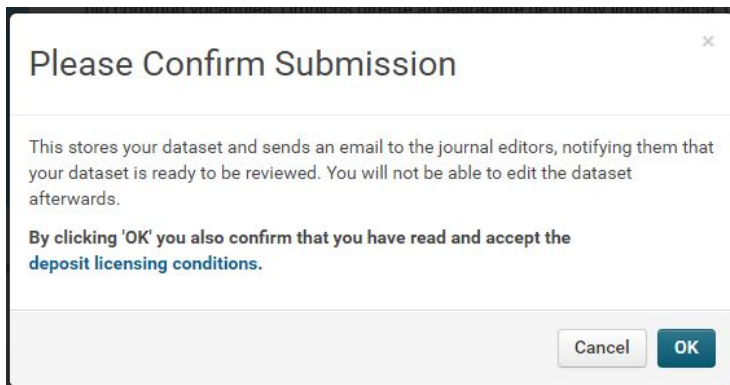 Please Confirm Submission
×
This stores your dataset and sends an email to the journal editors, notifying them that
your dataset is ready to be reviewed. You will not be able to edit the dataset
afterwards.
By clicking 'OK' you also confirm that you have read and accept the
deposit licensing conditions.
Cancel OK